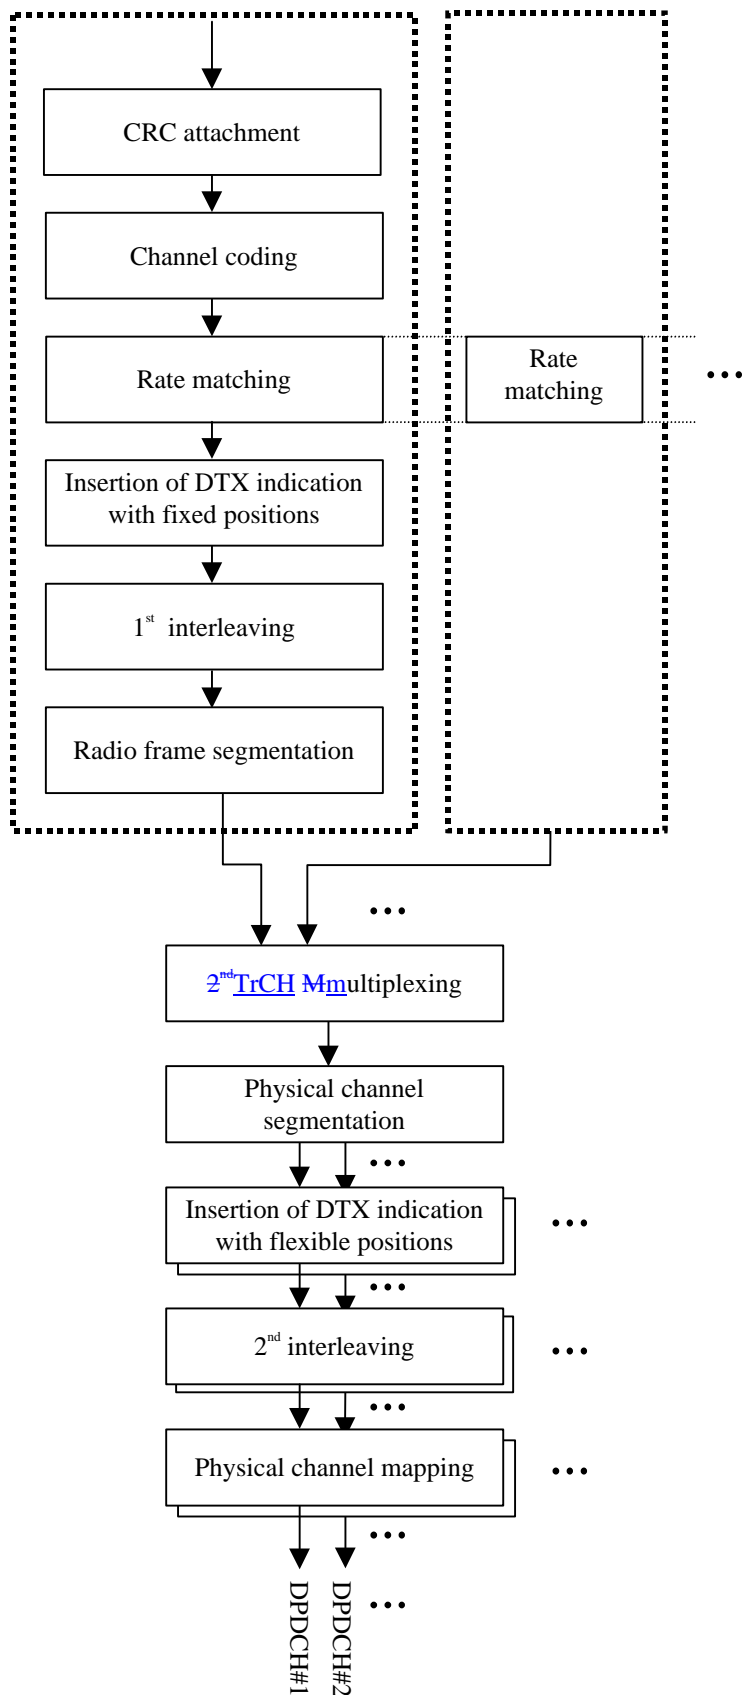 CRC attachment
Channel coding
Rate matching
Rate
matching
...
Insertion of DTX indication
with fixed positions
1st interleaving
Radio frame segmentation
...
2ndTrCH Mmultiplexing
Physical channel
segmentation
...
Insertion of DTX indication
with flexible positions
...
...
2nd interleaving
...
...
Physical channel mapping
...
...
DPDCH#1
DPDCH#2
...